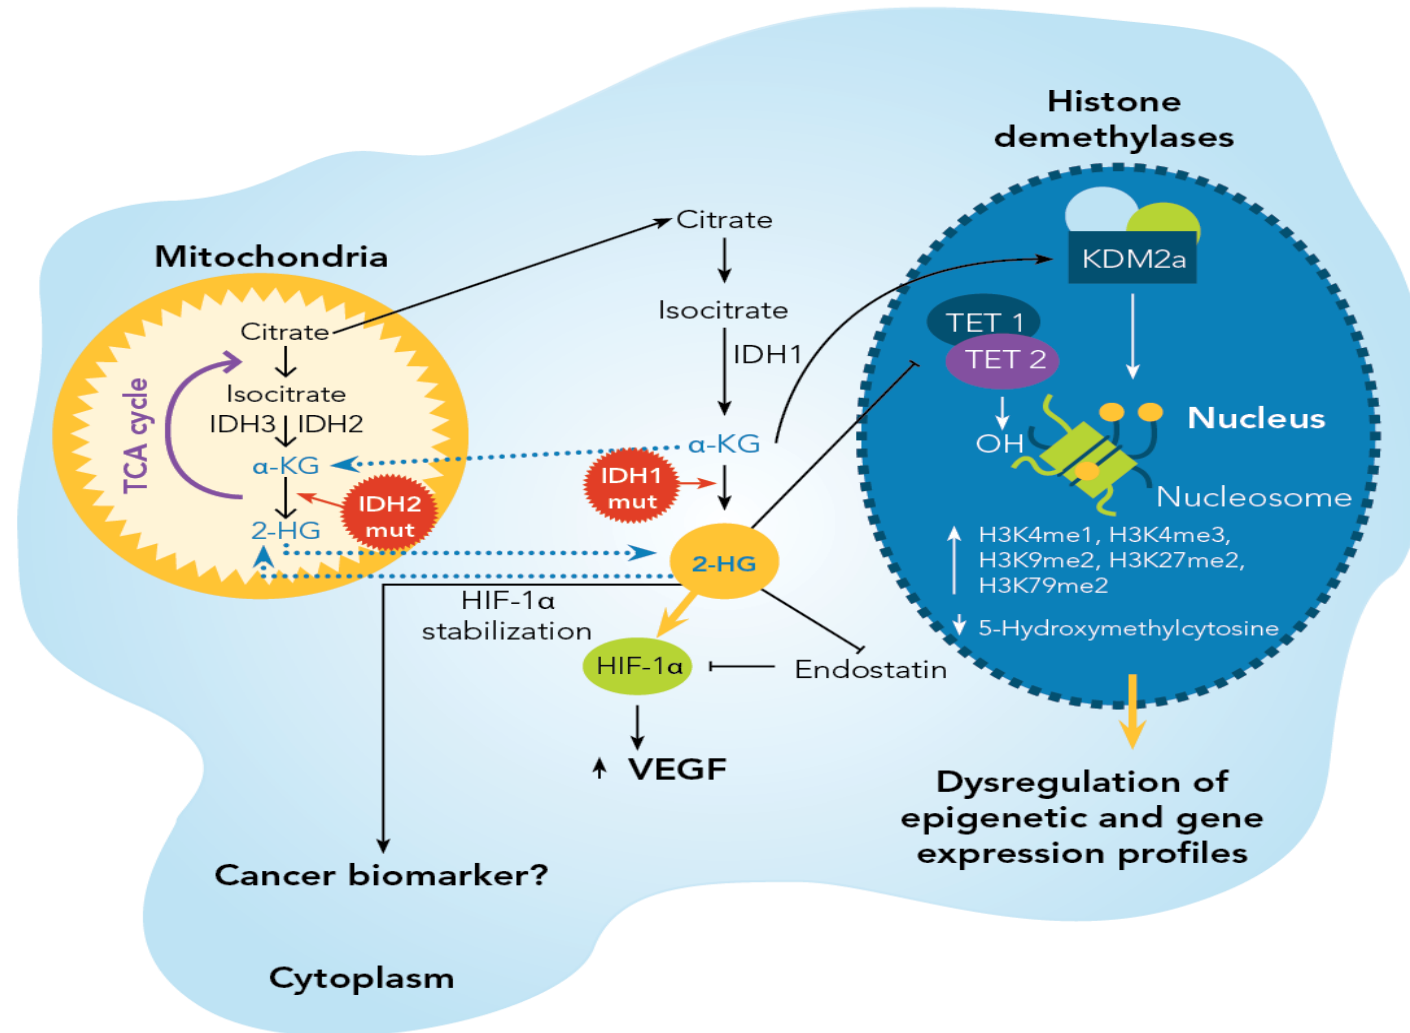 Histone
demethylases
KDM2a
TET 1
TET 2
OH
Nucleus
Nucleosome
H3K4me1, H3K4me3,
H3K9me2, H3K27me2,
H3K79me2
5-Hydroxymethylcytosine
Dysregulation of
epigenetic and gene
expression profiles
Citrate
Isocitrate
IDH1
α-KG
IDH1
mut
2-HG
HIF-1α
stabilization
HIF-1α
Endostatin
VEGF
Mitochondria
TCA cycle
Citrate
Isocitrate
IDH3 IDH2
α-KG
IDH2
mut
2-HG
Cancer biomarker?
Cytoplasm